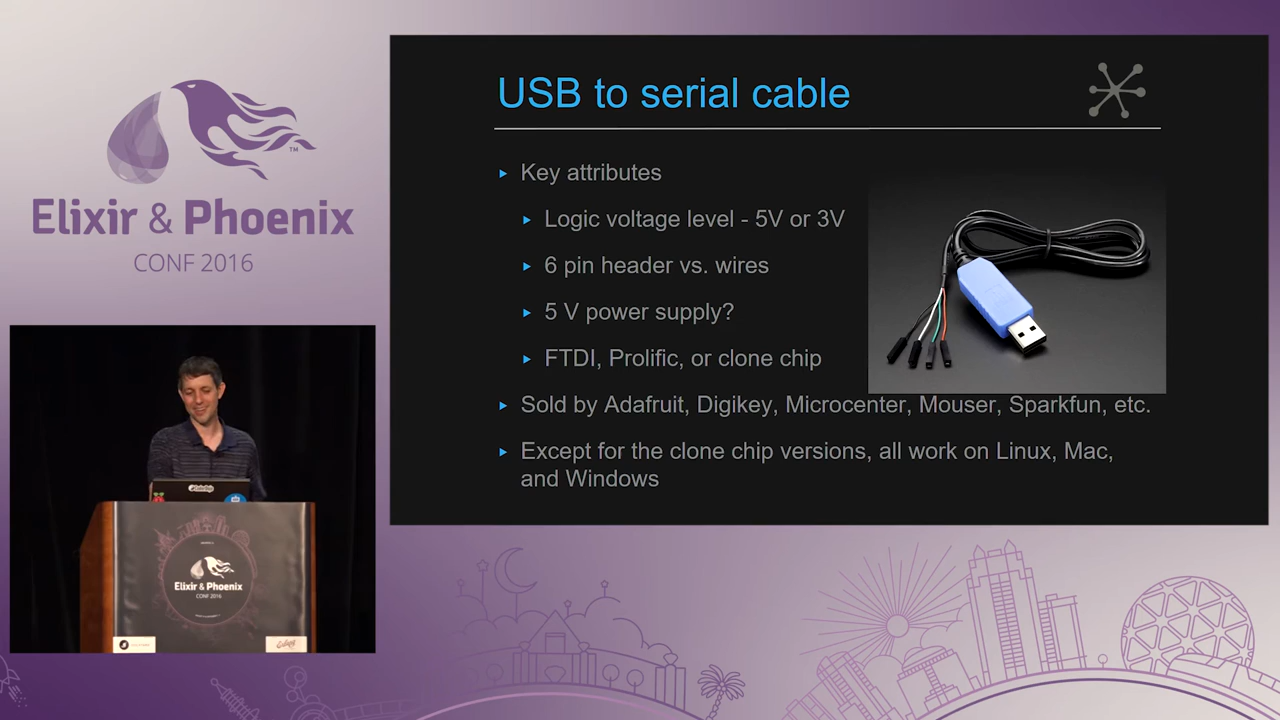 Elixir & Phoenix
TM
CONF 2016
USB to serial cable
Key attributes
Logic voltage level - 5V or 3V
6 pin header vs. wires
5 V power supply?
FTDI, Prolific, or clone chip
Sold by Adafruit, Digikey, Microcenter, Mouser, Sparkfun, etc.
Except for the clone chip versions, all work on Linux, Mac,
and Windows
Elixir & Phoenix
CONF 2016